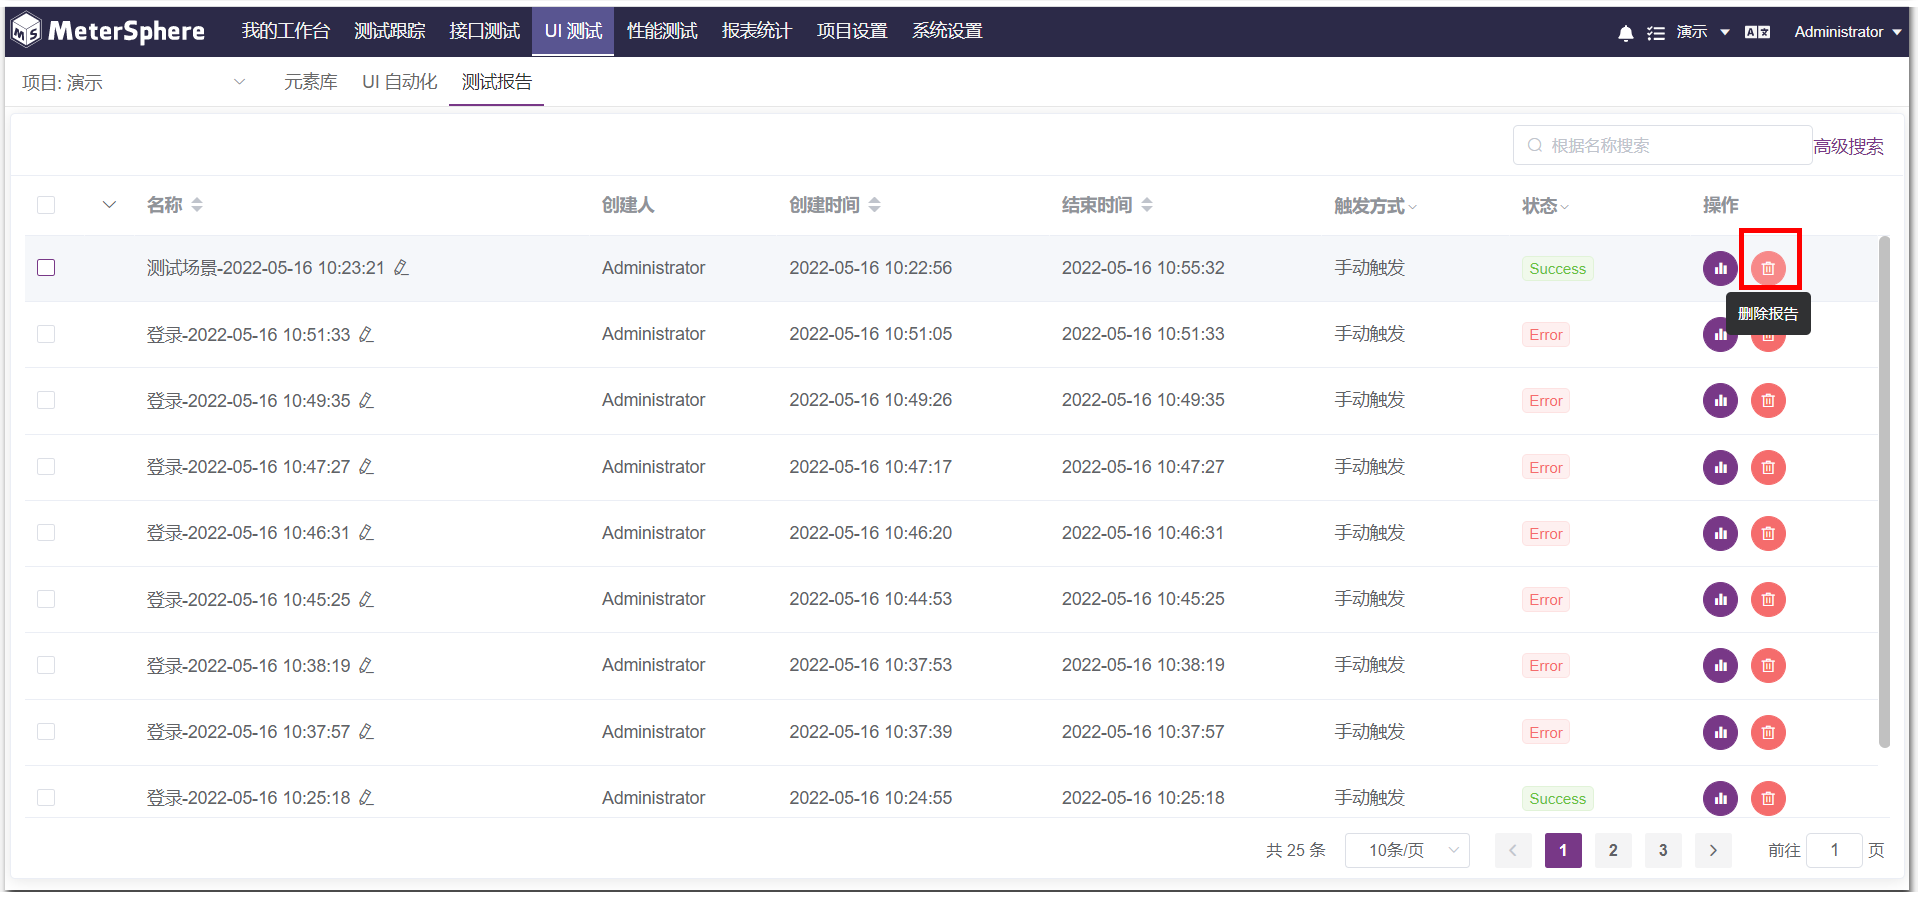 MeterSphere 我的工作台 测试跟踪 接口测试 UI 测试 性能测试 报表统计 项目设置 系统设置 演示 Administrator
项目: 演示 元素库 UI 自动化 测试报告
根据名称搜索 高级搜索
名称 创建人 创建时间 结束时间 触发方式 状态 操作
测试场景-2022-05-16 10:23:21 Administrator 2022-05-16 10:22:56 2022-05-16 10:55:32 手动触发 Success
删除报告
登录-2022-05-16 10:51:33 Administrator 2022-05-16 10:51:05 2022-05-16 10:51:33 手动触发 Error
登录-2022-05-16 10:49:35 Administrator 2022-05-16 10:49:26 2022-05-16 10:49:35 手动触发 Error
登录-2022-05-16 10:47:27 Administrator 2022-05-16 10:47:17 2022-05-16 10:47:27 手动触发 Error
登录-2022-05-16 10:46:31 Administrator 2022-05-16 10:46:20 2022-05-16 10:46:31 手动触发 Error
登录-2022-05-16 10:45:25 Administrator 2022-05-16 10:44:53 2022-05-16 10:45:25 手动触发 Error
登录-2022-05-16 10:38:19 Administrator 2022-05-16 10:37:53 2022-05-16 10:38:19 手动触发 Error
登录-2022-05-16 10:37:57 Administrator 2022-05-16 10:37:39 2022-05-16 10:37:57 手动触发 Error
登录-2022-05-16 10:25:18 Administrator 2022-05-16 10:24:55 2022-05-16 10:25:18 手动触发 Success
共 25 条 10条/页 1 2 3 前往 1 页